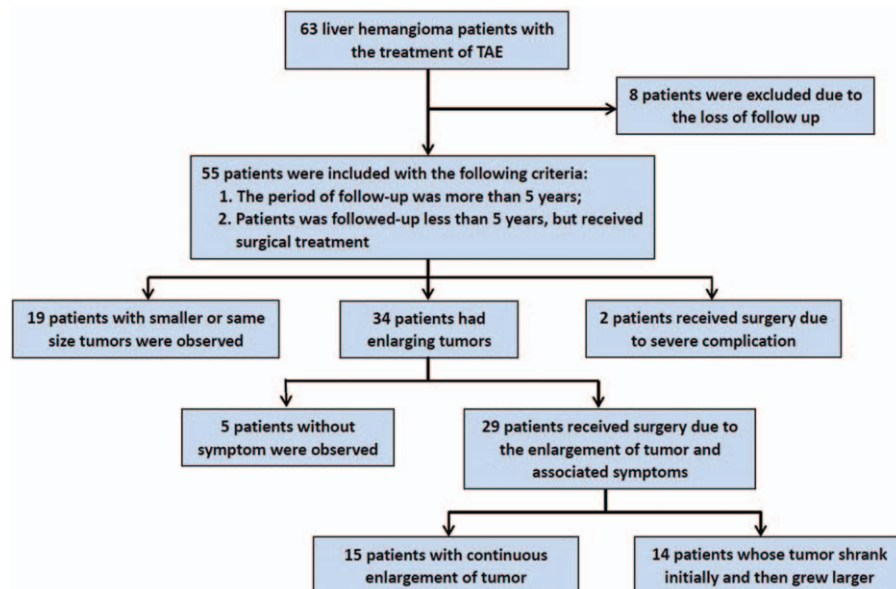 63 liver hemangioma patients with
the treatment of TAE
8 patients were excluded due to
the loss of follow up
55 patients were included with the following criteria:
1. The period of follow-up was more than 5 years;
2. Patients was followed-up less than 5 years, but received
surgical treatment
19 patients with smaller or same
size tumors were observed
34 patients had
enlarging tumors
2 patients received surgery due
to severe complication
5 patients without
symptom were observed
29 patients received surgery due to
the enlargement of tumor and
associated symptoms
15 patients with continuous
enlargement of tumor
14 patients whose tumor shrank
initially and then grew larger